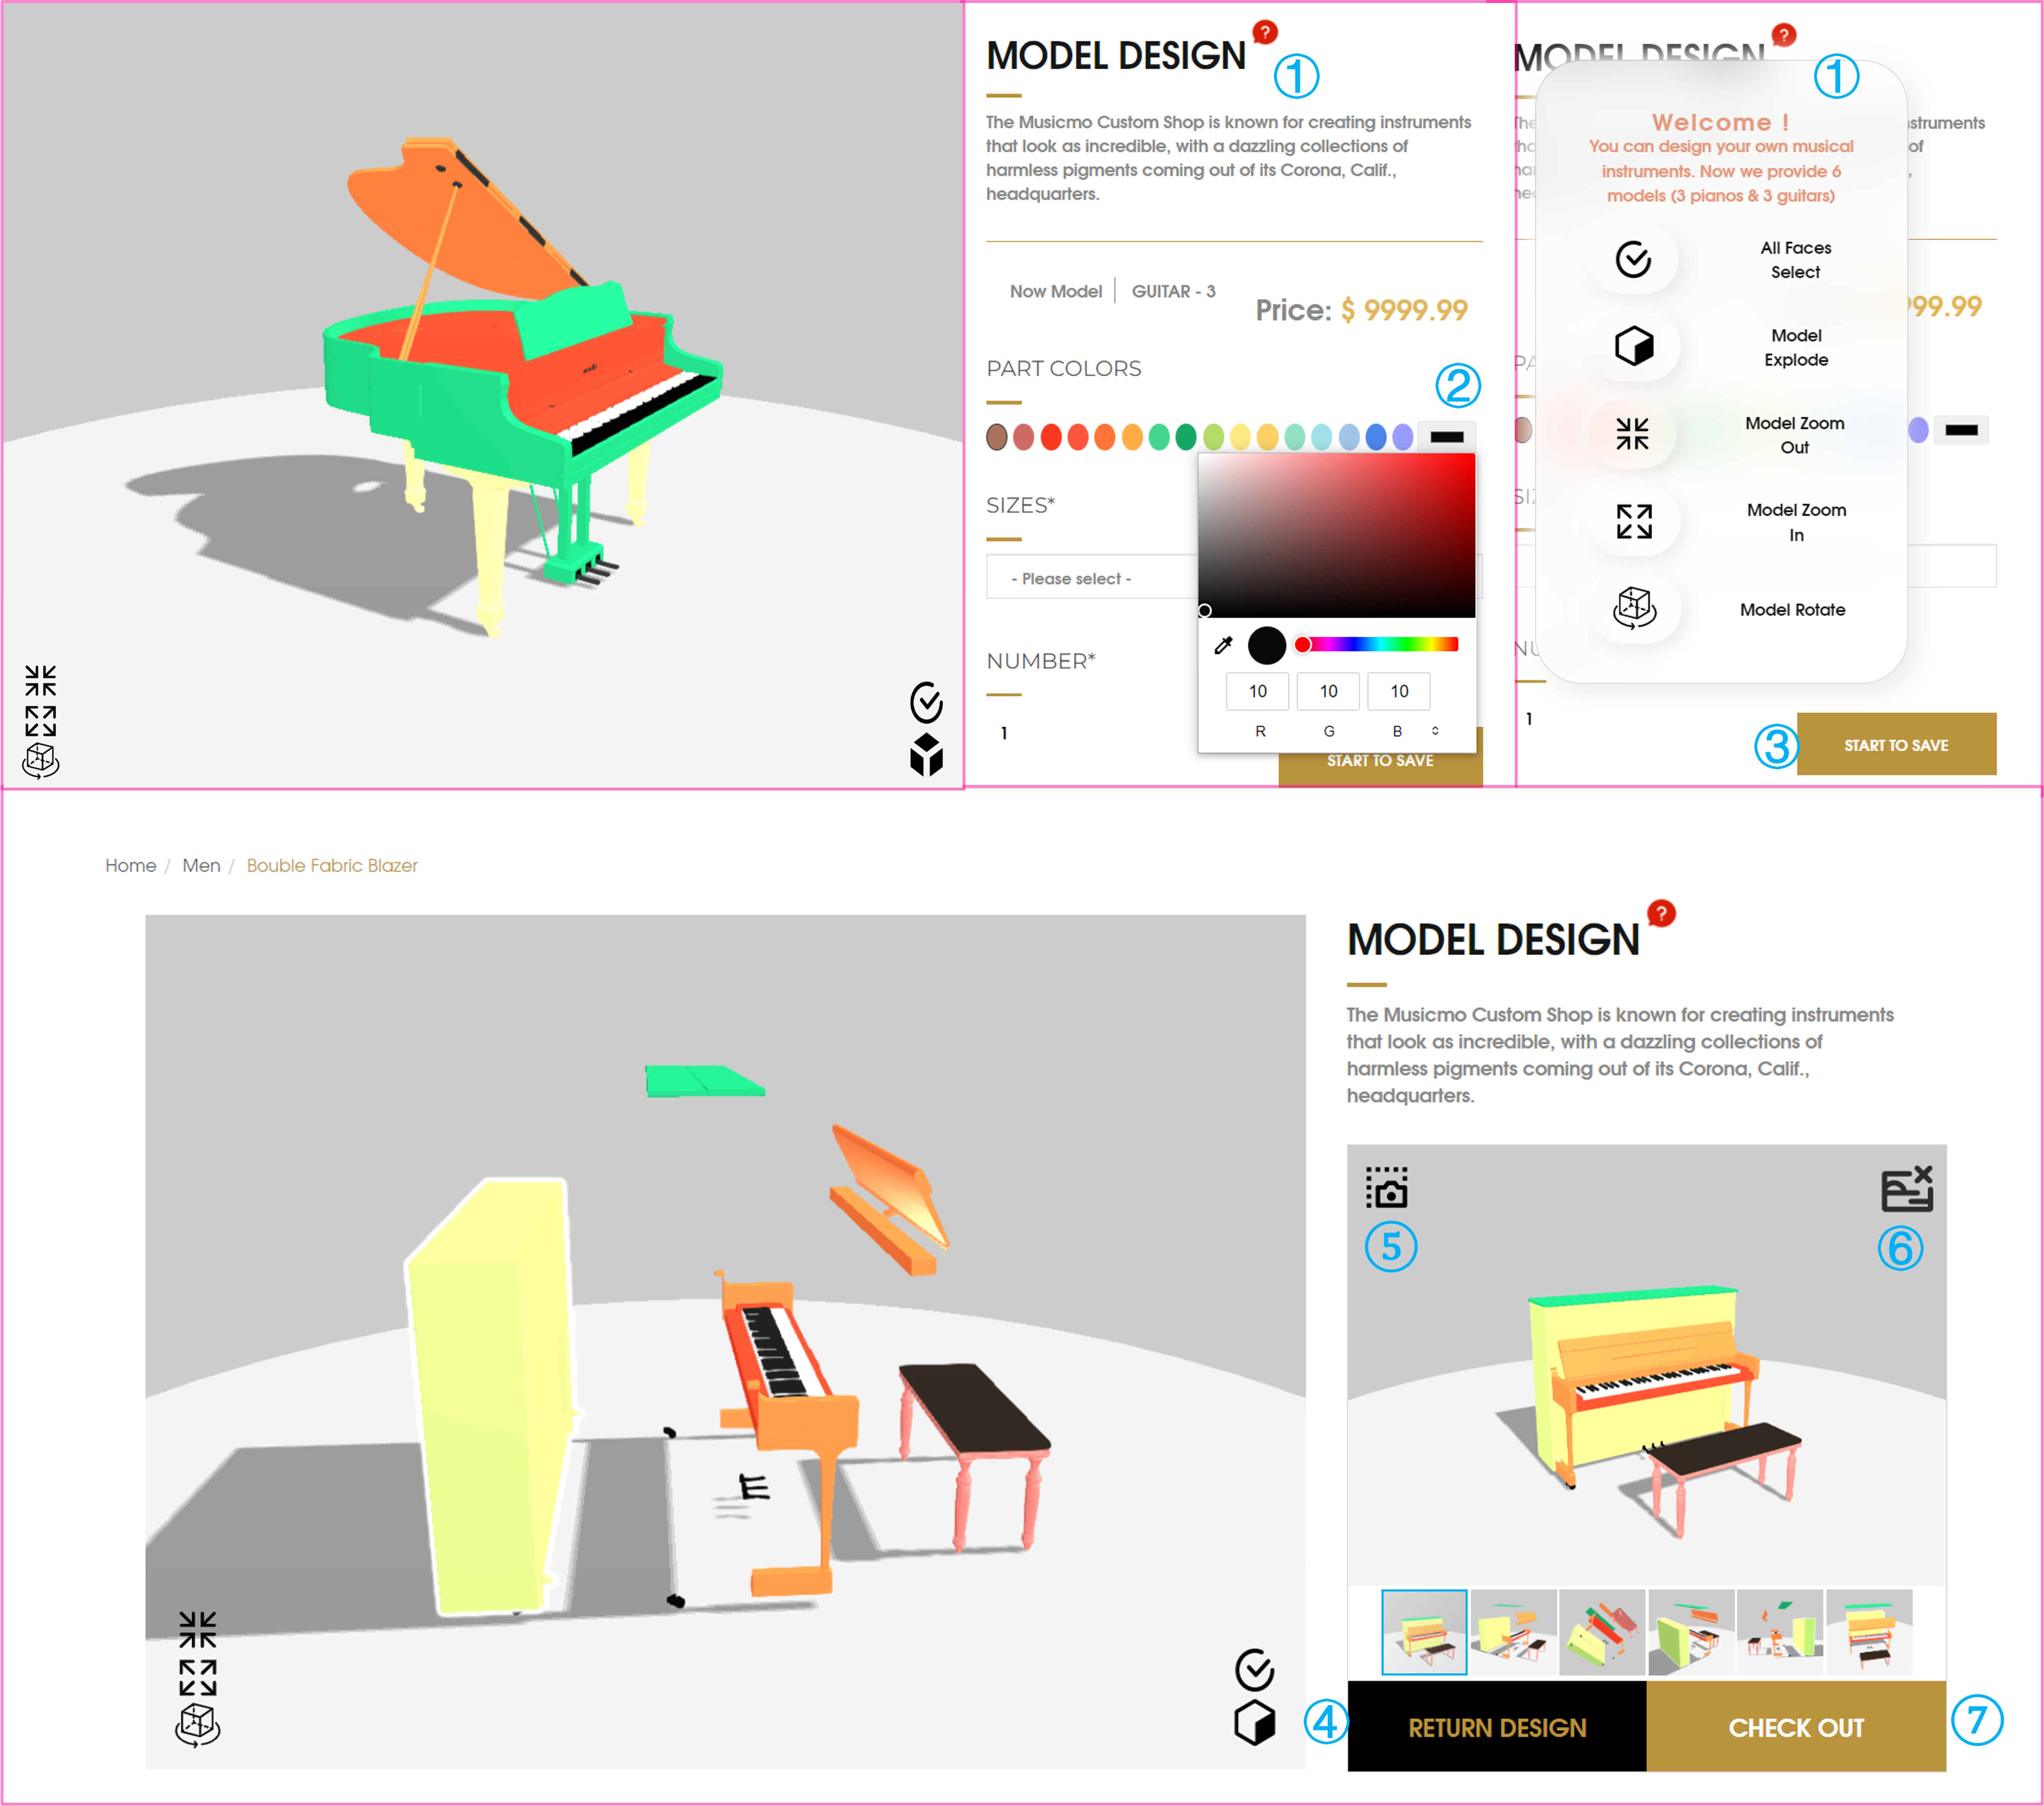 MODEL DESIGN
?
①
The Musicmo Custom Shop is known for creating instruments
that look as incredible, with a dazzling collections of
harmless pigments coming out of its Corona, Calif.,
headquarters.
Now Model | GUITAR - 3
Price: $ 9999.99
PART COLORS
②
SIZES*
- Please select -
NUMBER*
1
10 10 10
R G B
START TO SAVE
MODEL DESIGN
?
①
Welcome !
You can design your own musical
instruments. Now we provide 6
models (3 pianos & 3 guitars)
All Faces
Select
Model
Explode
Model Zoom
Out
Model Zoom
In
Model Rotate
struments
of
99.99
1
③
START TO SAVE
Home / Men / Bouble Fabric Blazer
MODEL DESIGN
?
The Musicmo Custom Shop is known for creating instruments
that look as incredible, with a dazzling collections of
harmless pigments coming out of its Corona, Calif.,
headquarters.
⑤
⑥
④
RETURN DESIGN
CHECK OUT
⑦